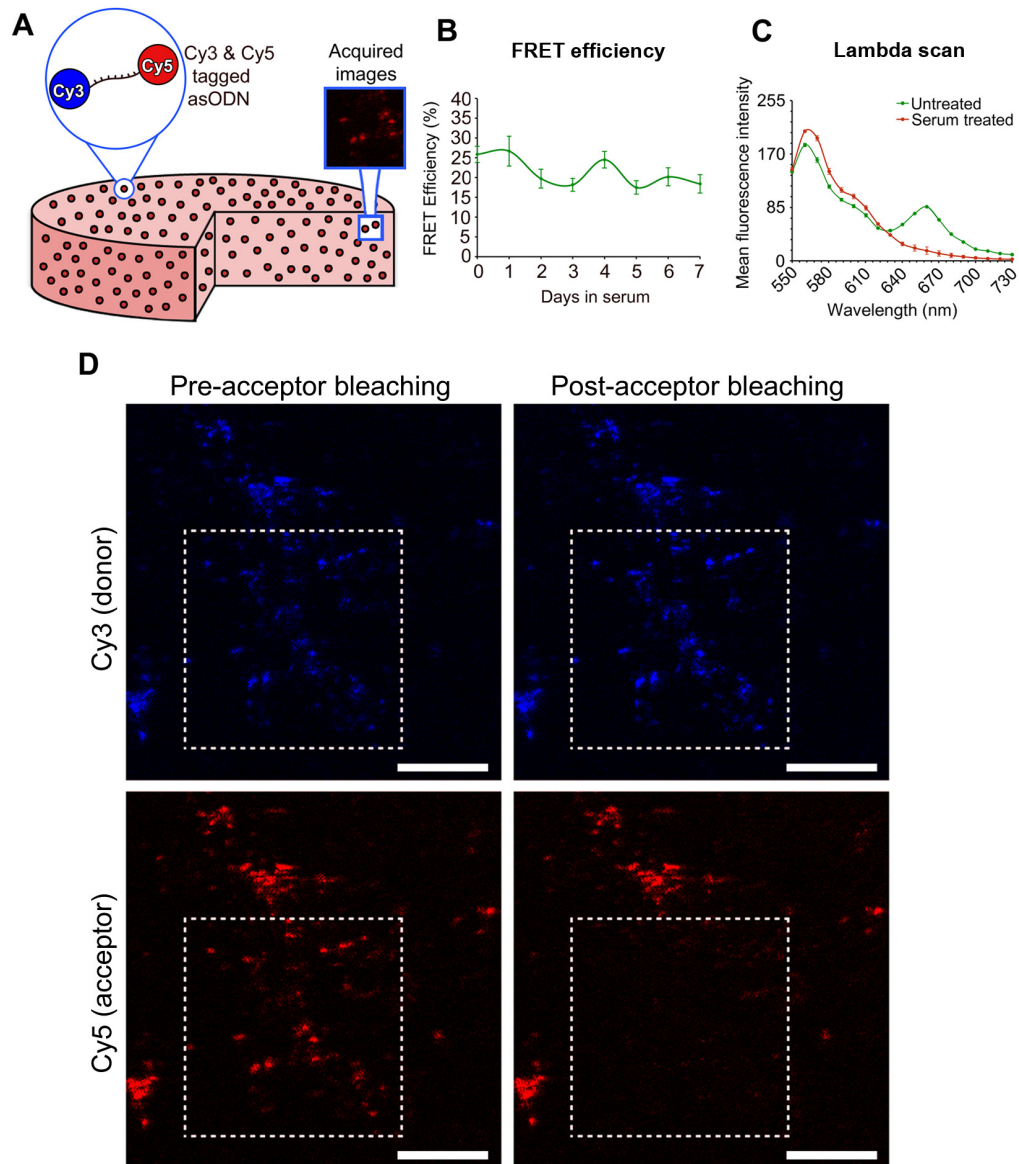 A
Cy3
Cy5
Cy3 & Cy5
tagged
asODN
Acquired
images
B
FRET efficiency
FRET Efficiency (%)
40
35
30
25
20
15
10
5
0
0 1 2 3 4 5 6 7
Days in serum
C
Lambda scan
Mean fluorescence intensity
255
170
85
0
Untreated
Serum treated
550 580 610 640 670 700 730
Wavelength (nm)
D
Pre-acceptor bleaching
Post-acceptor bleaching
Cy3 (donor)
Cy5 (acceptor)